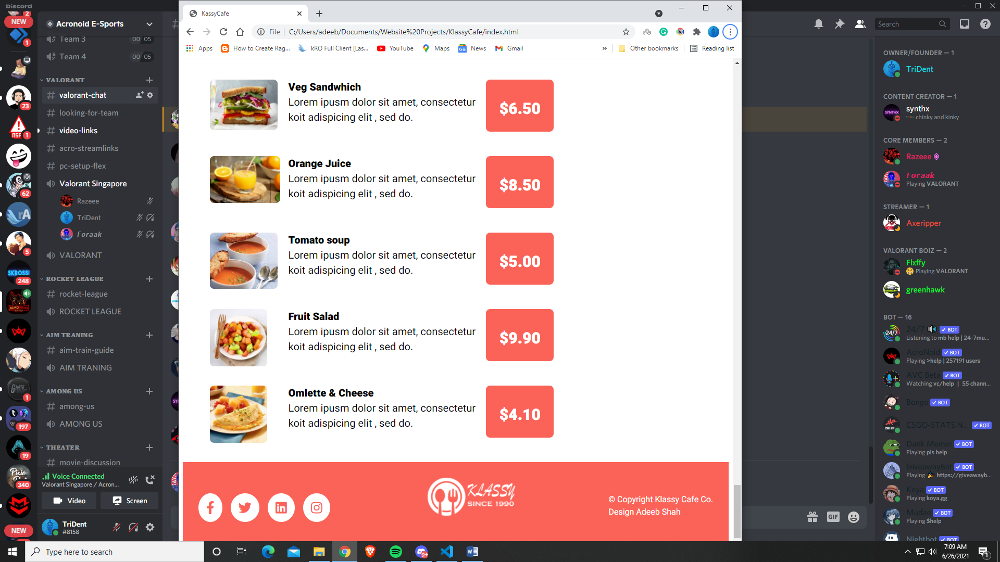 Discord
NEW
2
1
23
1
62
5
248
1
197
19
340
NEW
Acronoid E-Sports
Team 3 00 05
Team 4 00 05
VALORANT
valorant-chat
looking-for-team
video-links
acro-streamlinks
pc-setup-flex
Valorant Singapore
Razeee
TriDent
Foraak
VALORANT
ROCKET LEAGUE
rocket-league
ROCKET LEAGUE
AIM TRANING
aim-train-guide
AIM TRANING
AMONG US
among-us
AMONG US
THEATER
movie-discussion
Voice Connected
Valorant Singapore / Acron...
Video Screen
TriDent
#8158
KassyCafe
File C:/Users/adeeb/Documents/Website%20Projects/KlassyCafe/index.html
Apps How to Create Rag... kRO Full Client [Las... YouTube Maps News Gmail » Other bookmarks Reading list
Veg Sandwhich
Lorem ipusm dolor sit amet, consectetur
koit adispicing elit , sed do.
$6.50
Orange Juice
Lorem ipusm dolor sit amet, consectetur
koit adispicing elit , sed do.
$8.50
Tomato soup
Lorem ipusm dolor sit amet, consectetur
koit adispicing elit , sed do.
$5.00
Fruit Salad
Lorem ipusm dolor sit amet, consectetur
koit adispicing elit , sed do.
$9.90
Omlette & Cheese
Lorem ipusm dolor sit amet, consectetur
koit adispicing elit , sed do.
$4.10
KLASSY
SINCE 1990
© Copyright Klassy Cafe Co.
Design Adeeb Shah
Search
OWNER/FOUNDER — 1
TriDent
CONTENT CREATOR — 1
synthx
chinky and kinky
CORE MEMBERS — 2
Razeee
Foraak
Playing VALORANT
STREAMER — 1
Axeripper
VALORANT BOIZ — 2
Flxffy
Playing VALORANT
greenhawk
BOT — 16
24/7 BOT
Listening to mb help | 24-7mu...
AcroNoid BOT
Playing >help | 257191 users
AVC Beta BOT
Watching vc/help | 55 chann...
Bongo BOT
CSGO-STATS.N... BOT
Dank Memer BOT
Playing pls help
GiveawayBot BOT
Playing https://giveawayb...
Koya BOT
Playing koya.gg
Mudae BOT
Playing $help
Nightbot BOT
GIF
Type here to search
9+
7:09 AM
6/26/2021
1